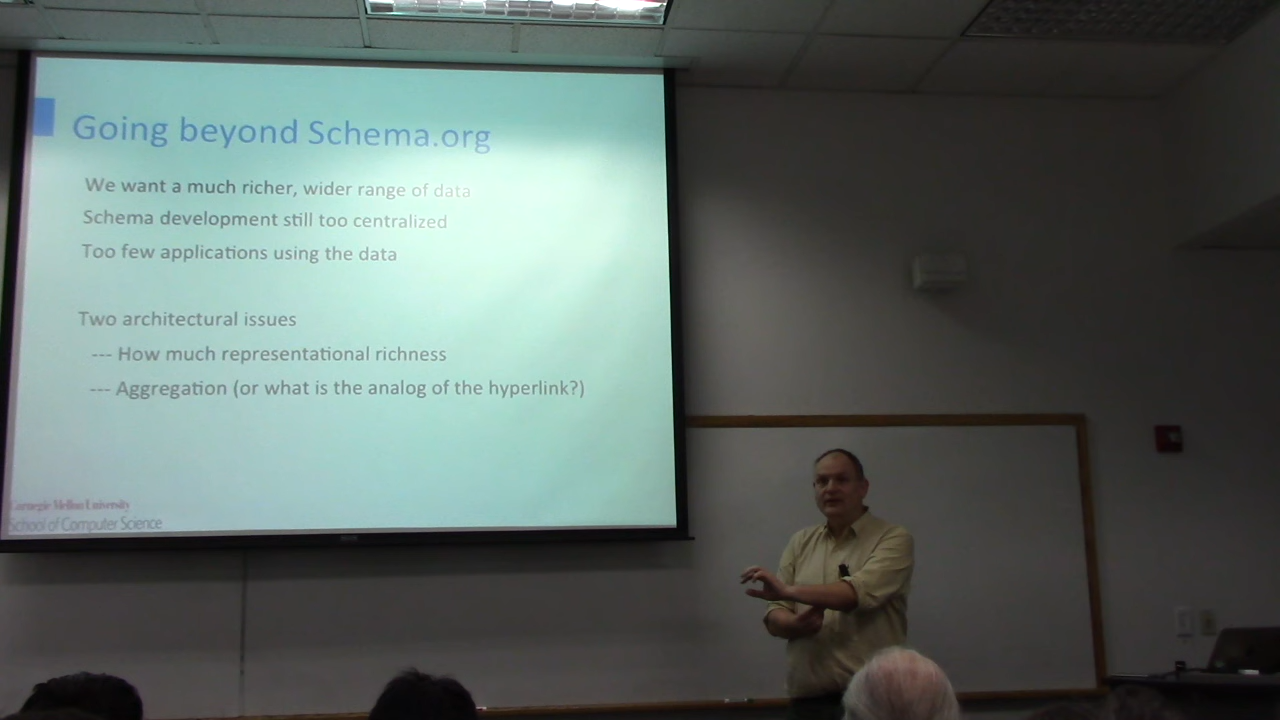 Going beyond Schema.org
We want a much richer, wider range of data
Schema development still too centralized
Too few applications using the data
Two architectural issues
--- How much representational richness
--- Aggregation (or what is the analog of the hyperlink?)
Carnegie Mellon University
School of Computer Science